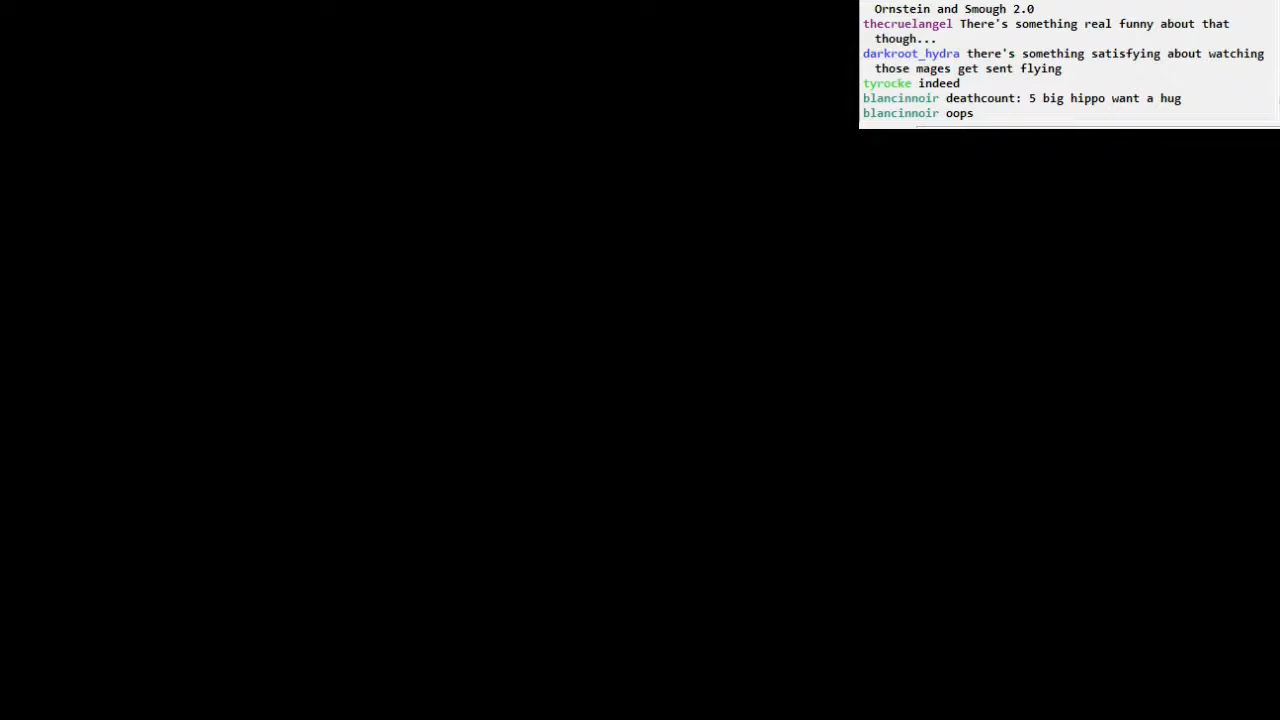 Ornstein and Smough 2.0
thecruelangel There's something real funny about that
though...
darkroot_hydra there's something satisfying about watching
those mages get sent flying
tyrocke indeed
blancinnoir deathcount: 5 big hippo want a hug
blancinnoir oops